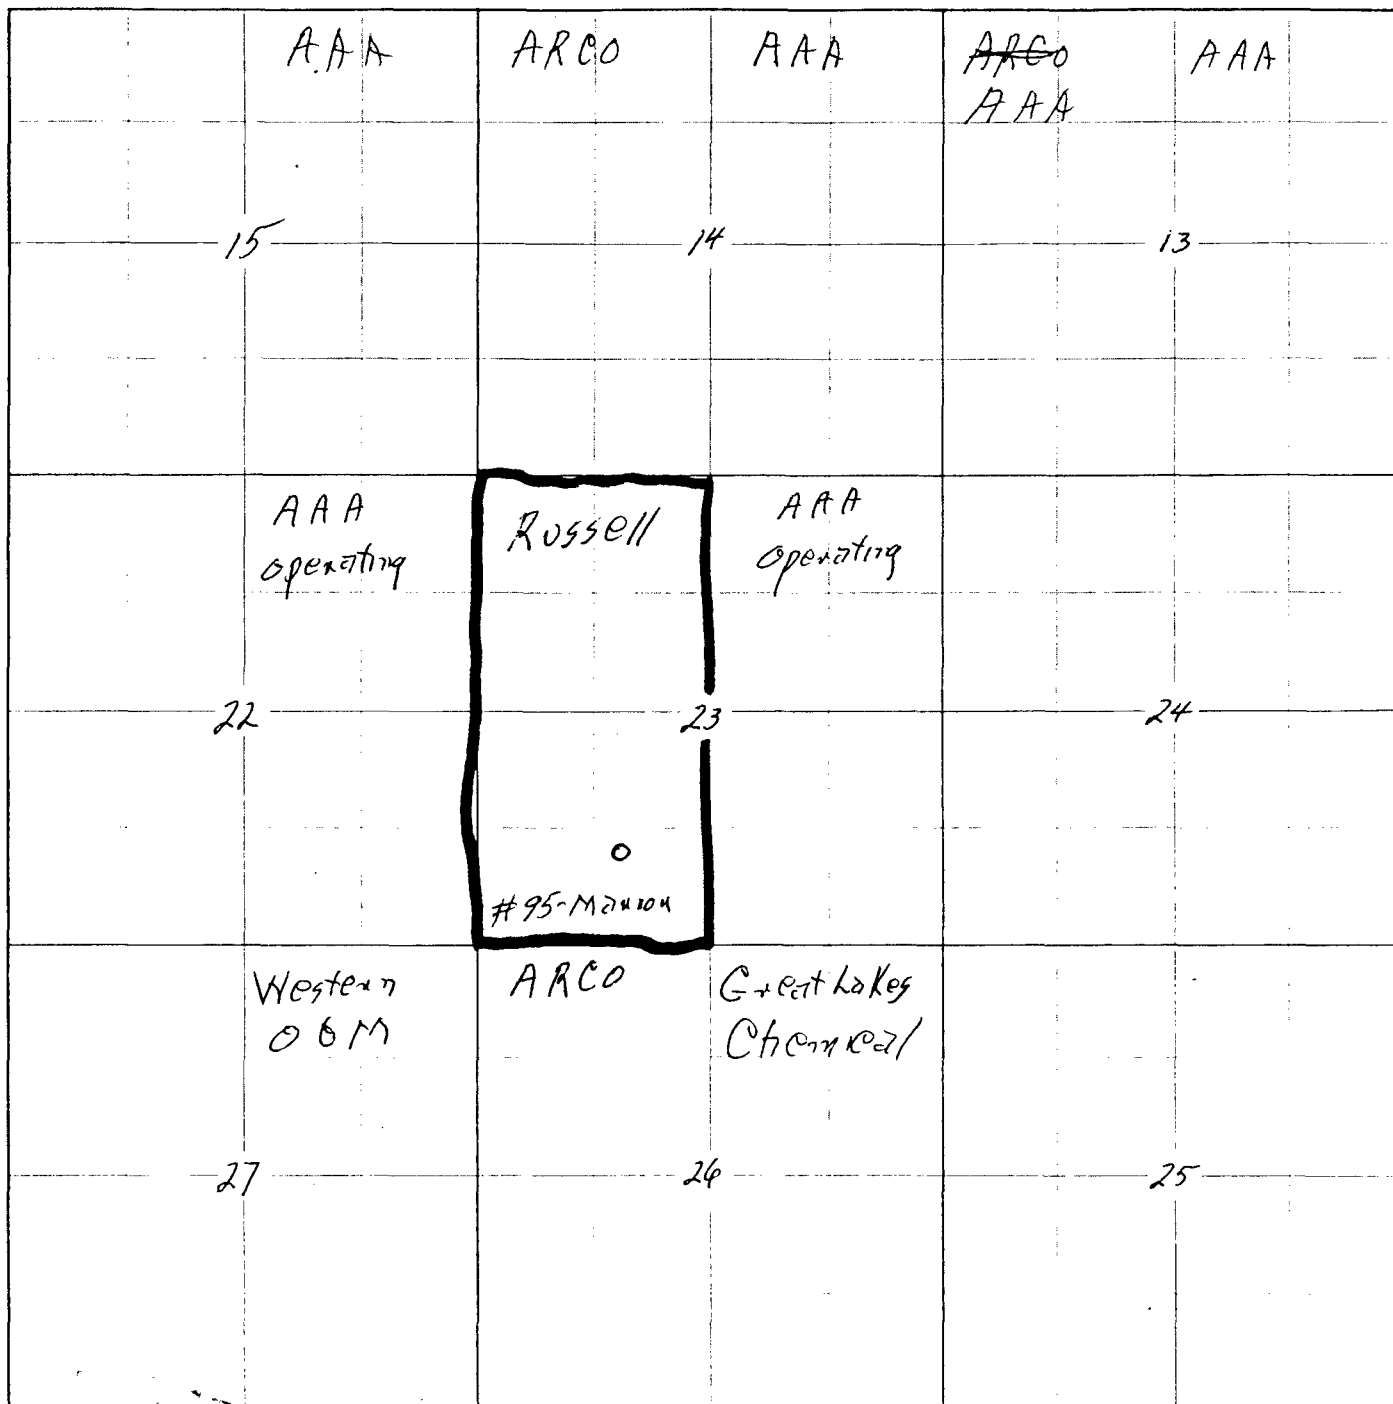 A.A.A ARCO AAA ARCO AAA
AAA
15 14 13
AAA Russell AAA
operating operating
22 23 24
#95-Marion
Western ARCO Great Lakes
O&M Chemical
27 26 25